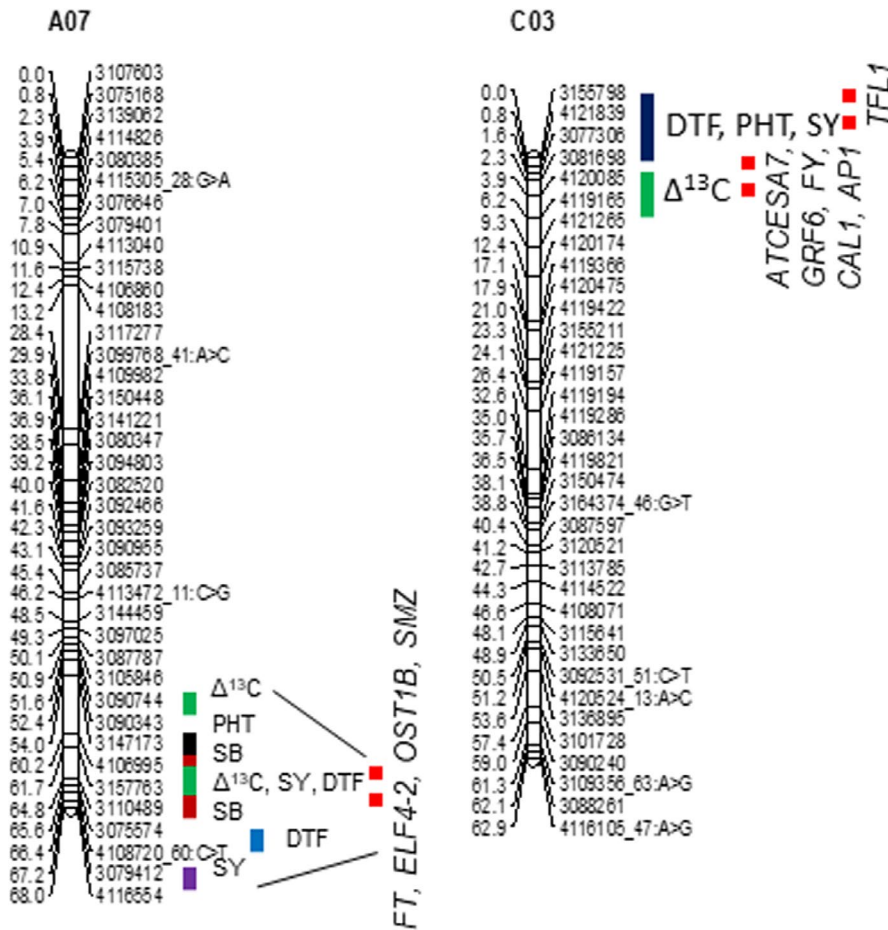 A07
0.0 3107603
0.8 3075168
2.3 3139062
3.9 4114826
5.4 3080385
6.2 4115305_28:G>A
7.0 3076646
7.8 3079401
10.9 4113040
11.6 3115738
12.4 4106860
13.2 4108183
28.4 3117277
29.9 3099768_41:A>C
33.8 4109982
36.1 3150448
36.9 3141221
38.5 3080347
39.2 3094803
40.0 3082520
41.6 3092466
42.3 3093259
43.1 3090955
45.4 3085737
46.2 4113472_11:C>G
48.5 3144459
49.3 3097025
50.1 3087787
50.9 3105846
51.6 3090744
52.4 3090343
54.0 3147173
60.2 4106995
61.7 3157763
64.8 3110489
65.6 3075574
66.4 4108720_60:C>T
67.2 3079412
68.0 4116554
Δ¹³C
PHT
SB
Δ¹³C, SY, DTF
SB
DTF
SY
FT, ELF4-2, OST1B, SMZ
C03
0.0 3155798
0.8 4121839
1.6 3077306
2.3 3081698
3.9 4120085
6.2 4119165
9.3 4121265
12.4 4120174
17.1 4119366
17.9 4120475
21.0 4119422
23.3 3155211
24.1 4121225
26.4 4119157
32.6 4119194
35.0 4119286
35.7 3086134
36.5 4119821
38.1 3150474
38.8 3164374_46:G>T
40.4 3087597
41.2 3120521
42.7 3113785
44.3 4114522
46.6 4108071
48.1 3115641
48.9 3133650
50.5 3092531_51:C>T
51.2 4120524_13:A>C
53.6 3136895
57.4 3101728
59.0 3090240
61.3 3109356_63:A>G
62.1 3088261
62.9 4116105_47:A>G
DTF, PHT, SY
Δ¹³C
ATCESA7,
GRF6, FY,
CAL1, AP1
TFL1